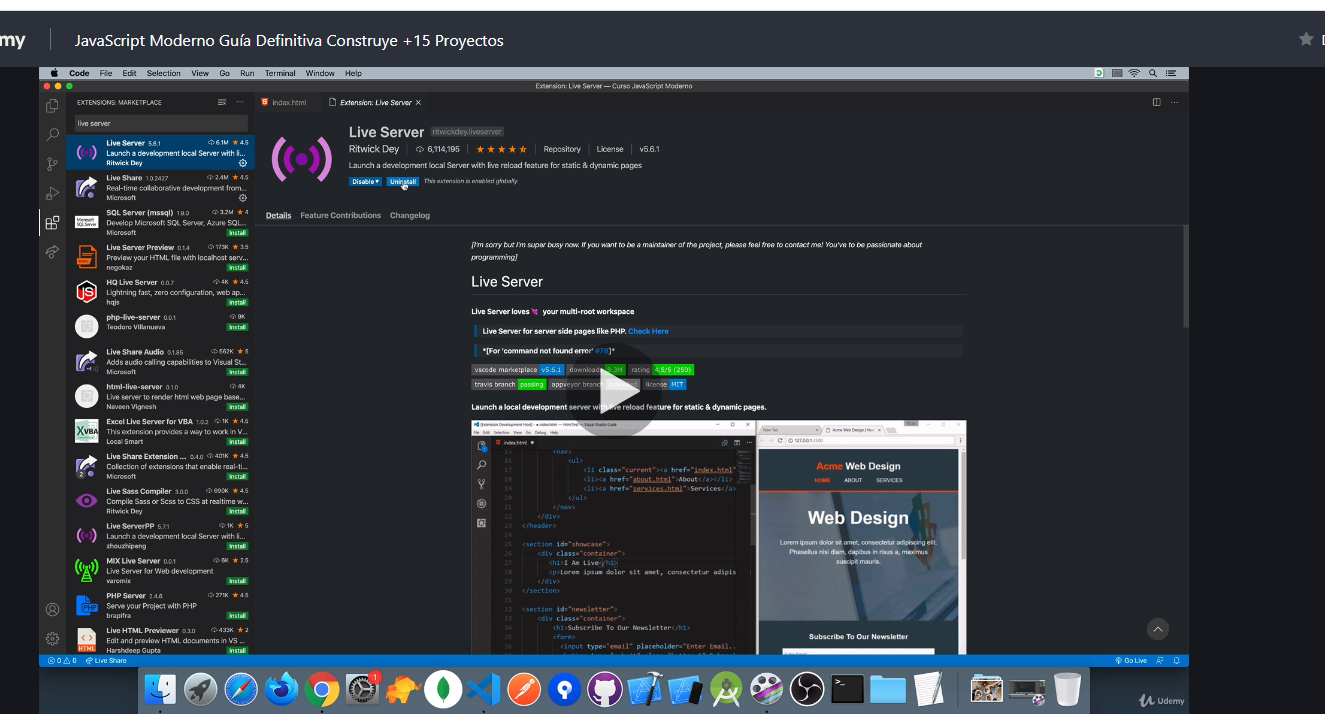 my
JavaScript Moderno Guía Definitiva Construye +15 Proyectos
Code File Edit Selection View Go Run Terminal Window Help
Extension: Live Server — Curso JavaScript Moderno
EXTENSIONS: MARKETPLACE
live server
Live Server 5.6.1 6.1M ★ 4.5
Launch a development local Server with li...
Ritwick Dey
Live Share 1.0.2427 2.4M ★ 4.5
Real-time collaborative development from...
Microsoft
SQL Server (mssql) 1.9.0 3.2M ★ 4
Develop Microsoft SQL Server, Azure SQL...
Microsoft Install
Live Server Preview 0.1.4 173K ★ 3.5
Preview your HTML file with localhost serv...
negokaz Install
HQ Live Server 0.0.7 4K ★ 4.5
Lightning fast, zero configuration, web ap...
hqjs Install
php-live-server 0.0.1 9K
Teodoro Villanueva Install
Live Share Audio 0.1.85 562K ★ 5
Adds audio calling capabilities to Visual St...
Microsoft Install
html-live-server 0.1.0 4K
Live server to render html web page base...
Naveen Vignesh Install
Excel Live Server for VBA 1.0.2 1K ★ 5
This extension provides a way to work in V...
Local Smart Install
Live Share Extension ... 0.4.0 401K ★ 4.5
Collection of extensions that enable real-ti...
Microsoft Install
Live Sass Compiler 3.0.0 690K ★ 4.5
Compile Sass or Scss to CSS at realtime w...
Ritwick Dey Install
Live ServerPP 5.7.1 1K ★ 5
Launch a development local Server with li...
zhouzhipeng Install
MIX Live Server 0.0.1 6K ★ 2.5
Live Server for Web development
varomix Install
PHP Server 2.4.6 271K ★ 4.5
Serve your Project with PHP
brapifra Install
Live HTML Previewer 0.3.0 433K ★ 2
Edit and preview HTML documents in VS ...
Harshdeep Gupta Install
index.html Extension: Live Server
Live Server ritwickdey.liveserver
Ritwick Dey 6,114,195 Repository License v5.6.1
Launch a development local Server with live reload feature for static & dynamic pages
Disable Uninstall This extension is enabled globally.
Details Feature Contributions Changelog
[I'm sorry but I'm super busy now. If you want to be a maintainer of the project, please feel free to contact me! You've to be passionate about
programming]
Live Server
Live Server loves 💘 your multi-root workspace
Live Server for server side pages like PHP. Check Here
*[For 'command not found error' #78]*
vscode marketplace v5.6.1 downloads 9.3M rating 4.5/5 (250)
travis branch passing appveyor branch license MIT
Launch a local development server with live reload feature for static & dynamic pages.
index.html
15 <nav>
16 <ul>
17 <li class="current"><a href="index.html"
18 <li><a href="about.html">About</a></li>
19 <li><a href="services.html">Services</a>
20 </ul>
21 </nav>
22 </div>
23 </header>
24
25 <section id="showcase">
26 <div class="container">
27 <h1>I Am Live</h1>
28 <p>Lorem ipsum dolor sit amet, consectetur adipis
29 </div>
30 </section>
31
32 <section id="newsletter">
33 <div class="container">
34 <h1>Subscribe To Our Newsletter</h1>
35 <form>
36 <input type="email" placeholder="Enter Email..
Acme Web Design
HOME ABOUT SERVICES
Web Design
Lorem ipsum dolor sit amet, consectetur adipiscing elit.
Phasellus nisi diam, dapibus in risus a, maximus
suscipit mauris.
Subscribe To Our Newsletter
0 0 Live Share
Go Live
1
Udemy